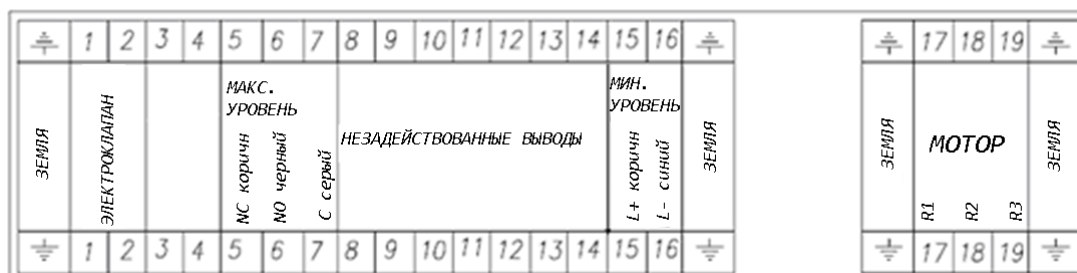 1 2 3 4 5 6 7 8 9 10 11 12 13 14 15 16 17 18 19
ЗЕМЛЯ
ЭЛЕКТРОКЛАПАН
МАКС.
УРОВЕНЬ
NC коричн
NO черный
C серый
НЕЗАДЕЙСТВОВАННЫЕ ВЫВОДЫ
МИН.
УРОВЕНЬ
L+ коричн
L- синий
ЗЕМЛЯ
ЗЕМЛЯ
МОТОР
R1
R2
R3
ЗЕМЛЯ
1 2 3 4 5 6 7 8 9 10 11 12 13 14 15 16 17 18 19